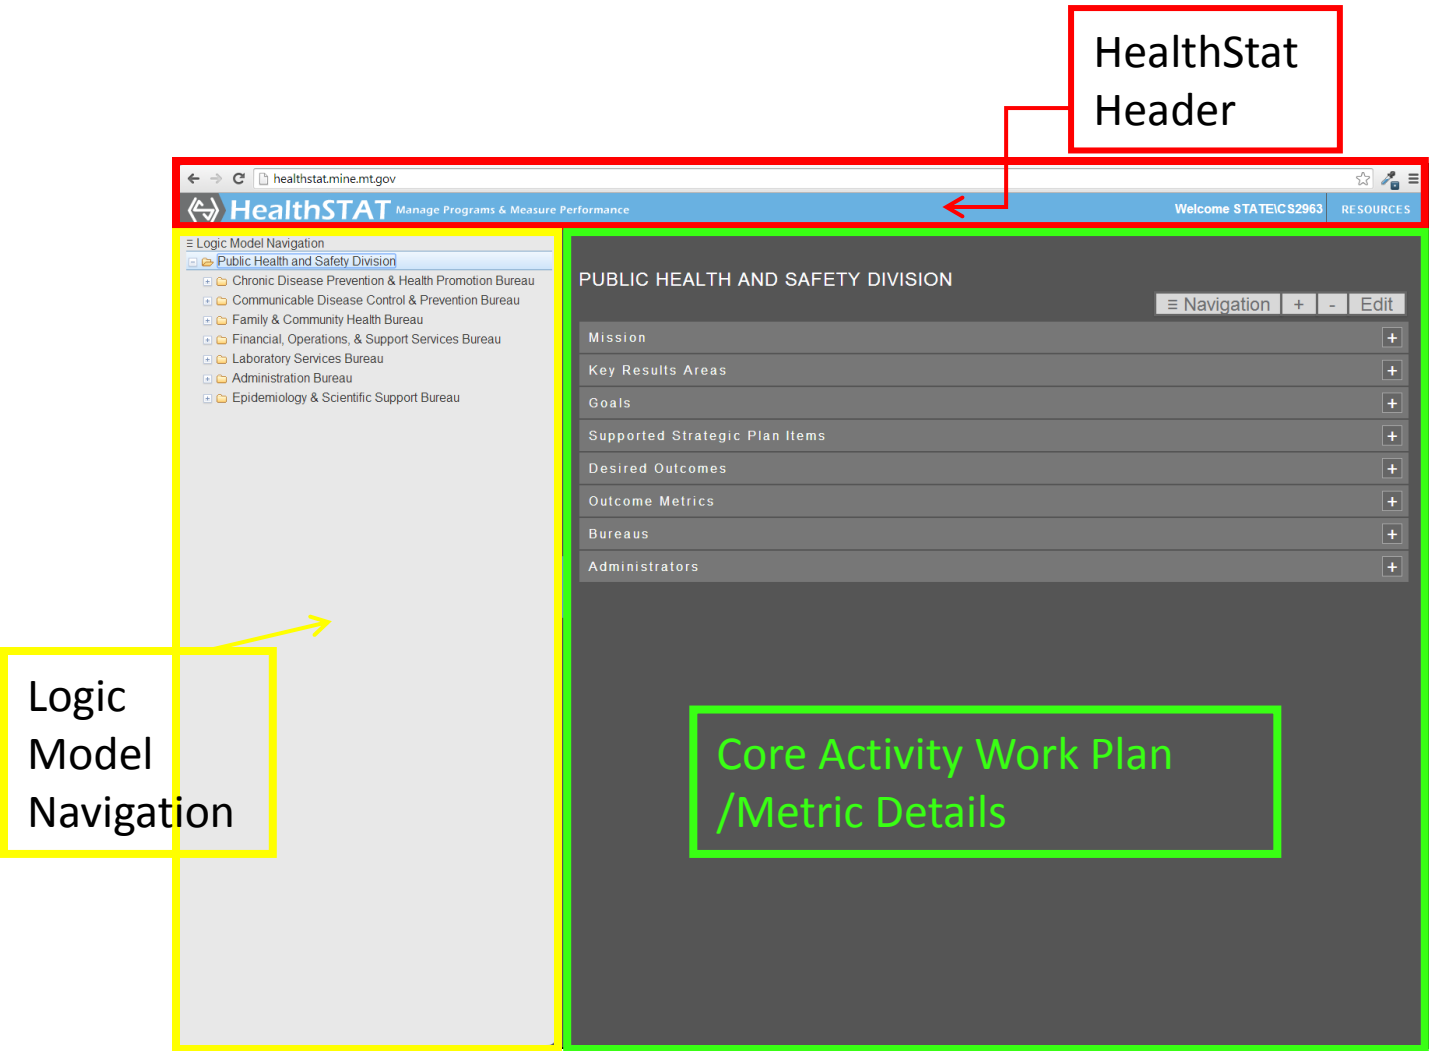 HealthStat
Header
healthstat.mine.mt.gov
HealthSTAT Manage Programs & Measure Performance
Welcome STATE\CS2963
RESOURCES
≡ Logic Model Navigation
Public Health and Safety Division
Chronic Disease Prevention & Health Promotion Bureau
Communicable Disease Control & Prevention Bureau
Family & Community Health Bureau
Financial, Operations, & Support Services Bureau
Laboratory Services Bureau
Administration Bureau
Epidemiology & Scientific Support Bureau
PUBLIC HEALTH AND SAFETY DIVISION
≡ Navigation + - Edit
Mission +
Key Results Areas +
Goals +
Supported Strategic Plan Items +
Desired Outcomes +
Outcome Metrics +
Bureaus +
Administrators +
Logic
Model
Navigation
Core Activity Work Plan
/Metric Details